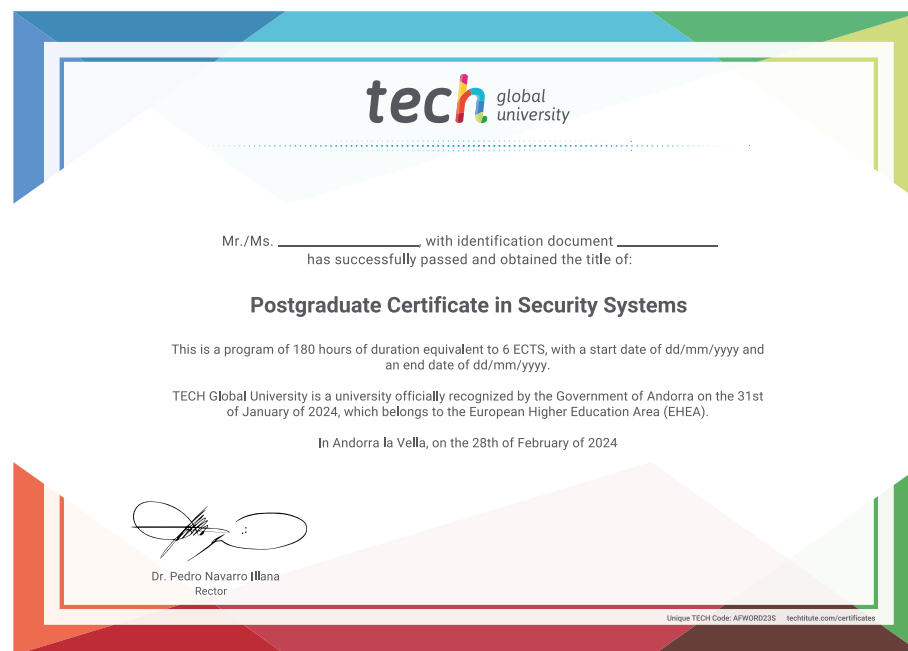 tech global university
Mr./Ms. ____________________, with identification document ______________
has successfully passed and obtained the title of:
Postgraduate Certificate in Security Systems
This is a program of 180 hours of duration equivalent to 6 ECTS, with a start date of dd/mm/yyyy and
an end date of dd/mm/yyyy.
TECH Global University is a university officially recognized by the Government of Andorra on the 31st
of January of 2024, which belongs to the European Higher Education Area (EHEA).
In Andorra la Vella, on the 28th of February of 2024
Dr. Pedro Navarro Illana
Rector
Unique TECH Code: AFWORD23S techtitute.com/certificates